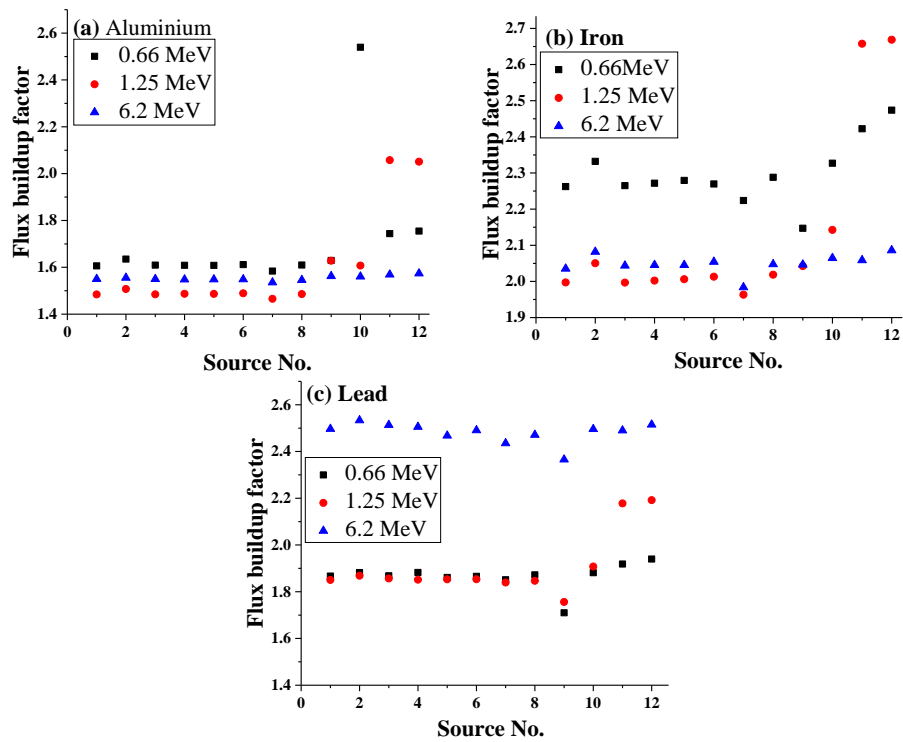 (a) Aluminium
0.66 MeV
1.25 MeV
6.2 MeV
Flux buildup factor
2.6
2.4
2.2
2.0
1.8
1.6
1.4
0 2 4 6 8 10 12
Source No.
(b) Iron
0.66MeV
1.25 MeV
6.2 MeV
Flux buildup factor
2.7
2.6
2.5
2.4
2.3
2.2
2.1
2.0
1.9
0 2 4 6 8 10 12
Source No.
(c) Lead
0.66 MeV
1.25 MeV
6.2 MeV
Flux buildup factor
2.6
2.4
2.2
2.0
1.8
1.6
1.4
0 2 4 6 8 10 12
Source No.